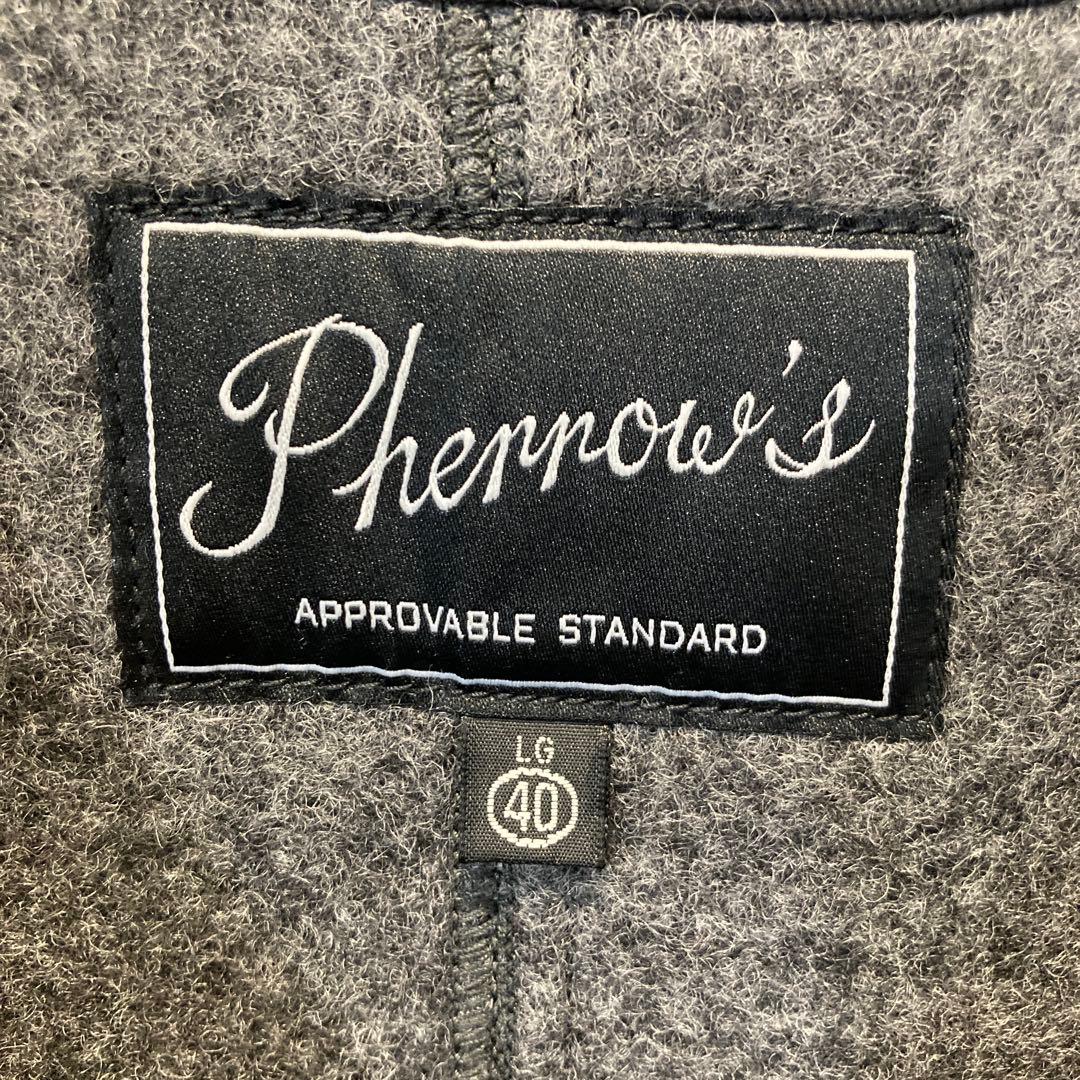 Pherrow's
APPROVABLE STANDARD
LG
40